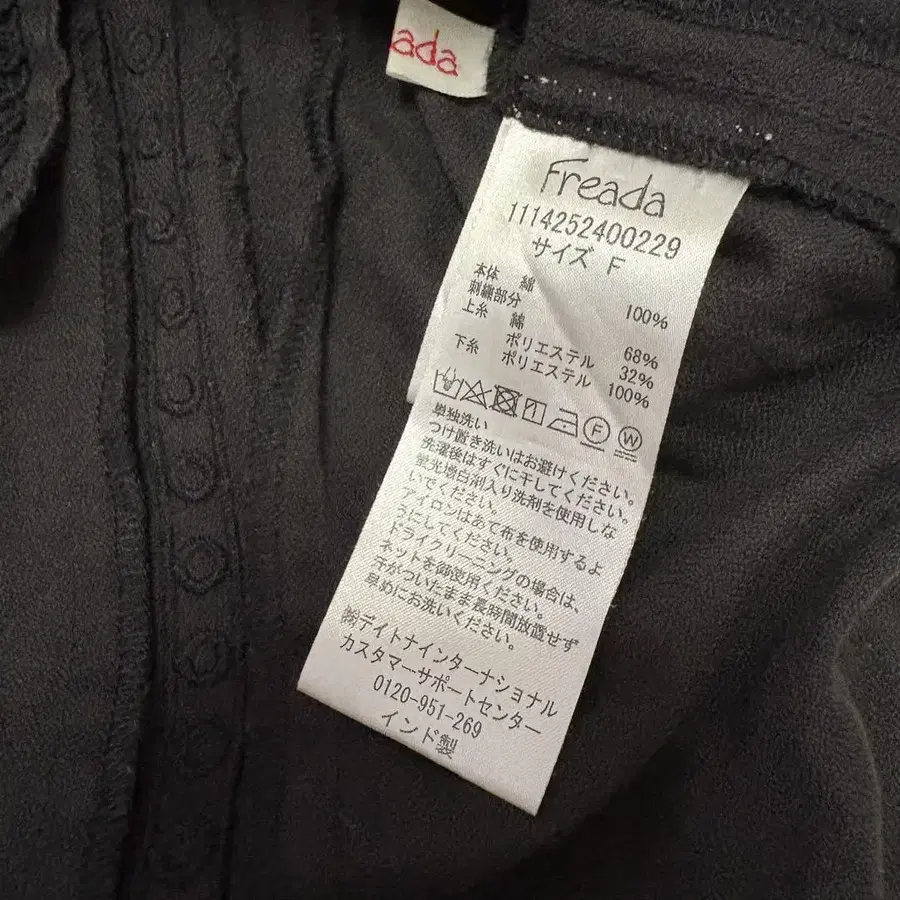 ada
Freada
1114252400229
サイズ F
本体 綿 100%
刺繍部分
上糸 綿 68%
ポリエステル 32%
下糸 ポリエステル 100%
F W
単独洗い
つけ置き洗いはお避けください。
洗濯後はすぐに干してください。
蛍光増白剤入り洗剤を使用しな
いでください。
アイロンはあて布を使用するよ
うにしてください。
ドライクリーニングの場合は、
ネットを御使用ください。
汗がついたまま長時間放置せず
早めにお洗いください。
㈱デイトナインターナショナル
カスタマーサポートセンター
0120-951-269
インド製